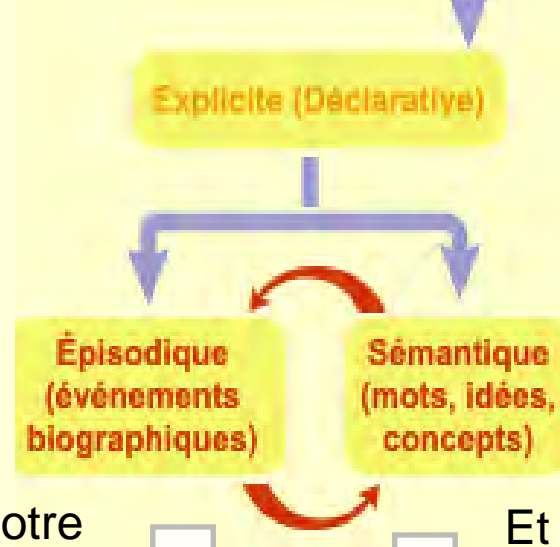 Explicite (Déclarative)
Épisodique
(événements
biographiques)
Sémantique
(mots, idées,
concepts)
otre
Et